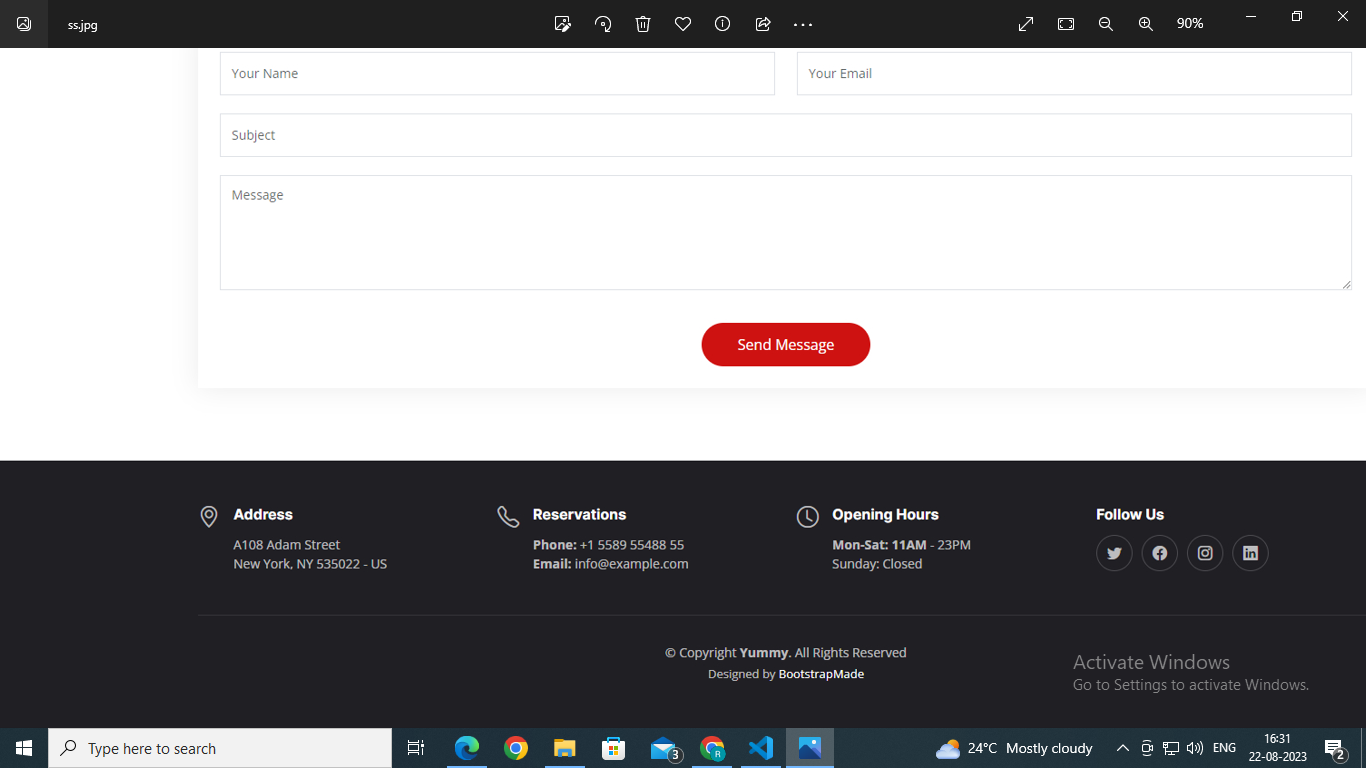 ss.jpg
90%
Your Name Your Email
Subject
Message
Send Message
Address
A108 Adam Street
New York, NY 535022 - US
Reservations
Phone: +1 5589 55488 55
Email: info@example.com
Opening Hours
Mon-Sat: 11AM - 23PM
Sunday: Closed
Follow Us
© Copyright Yummy. All Rights Reserved
Designed by BootstrapMade
Activate Windows
Go to Settings to activate Windows.
Type here to search
3
R
24°C Mostly cloudy
ENG
16:31
22-08-2023
2